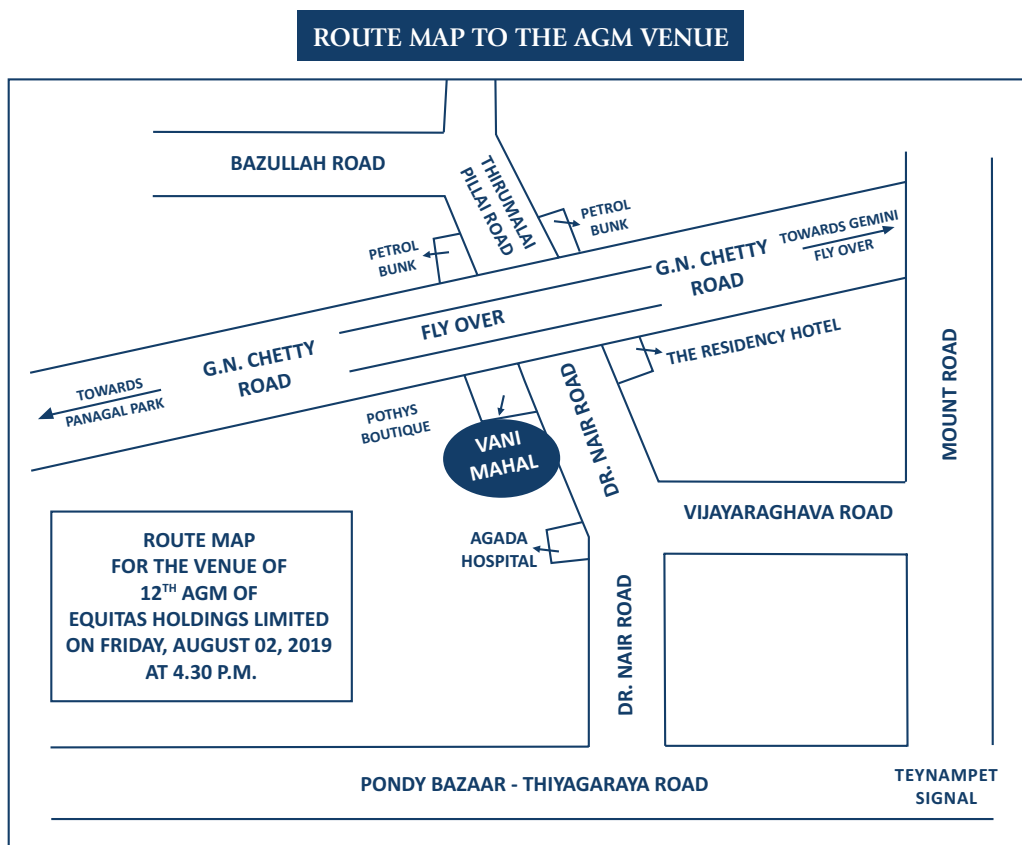 ROUTE MAP TO THE AGM VENUE
BAZULLAH ROAD
THIRUMALAI
PILLAI ROAD
PETROL
BUNK
PETROL
BUNK
TOWARDS GEMINI
FLY OVER
G.N. CHETTY
ROAD
FLY OVER
G.N. CHETTY
ROAD
TOWARDS
PANAGAL PARK
THE RESIDENCY HOTEL
MOUNT ROAD
POTHYS
BOUTIQUE
VANI
MAHAL
DR. NAIR ROAD
VIJAYARAGHAVA ROAD
AGADA
HOSPITAL
ROUTE MAP
FOR THE VENUE OF
12TH AGM OF
EQUITAS HOLDINGS LIMITED
ON FRIDAY, AUGUST 02, 2019
AT 4.30 P.M.
DR. NAIR ROAD
PONDY BAZAAR - THIYAGARAYA ROAD
TEYNAMPET
SIGNAL